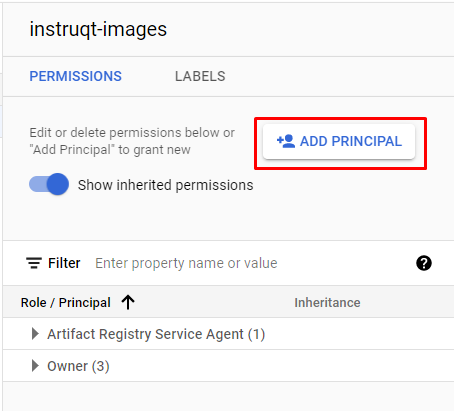 instruqt-images
PERMISSIONS LABELS
Edit or delete permissions below or
"Add Principal" to grant new
ADD PRINCIPAL
Show inherited permissions
Filter Enter property name or value
Role / Principal Inheritance
Artifact Registry Service Agent (1)
Owner (3)